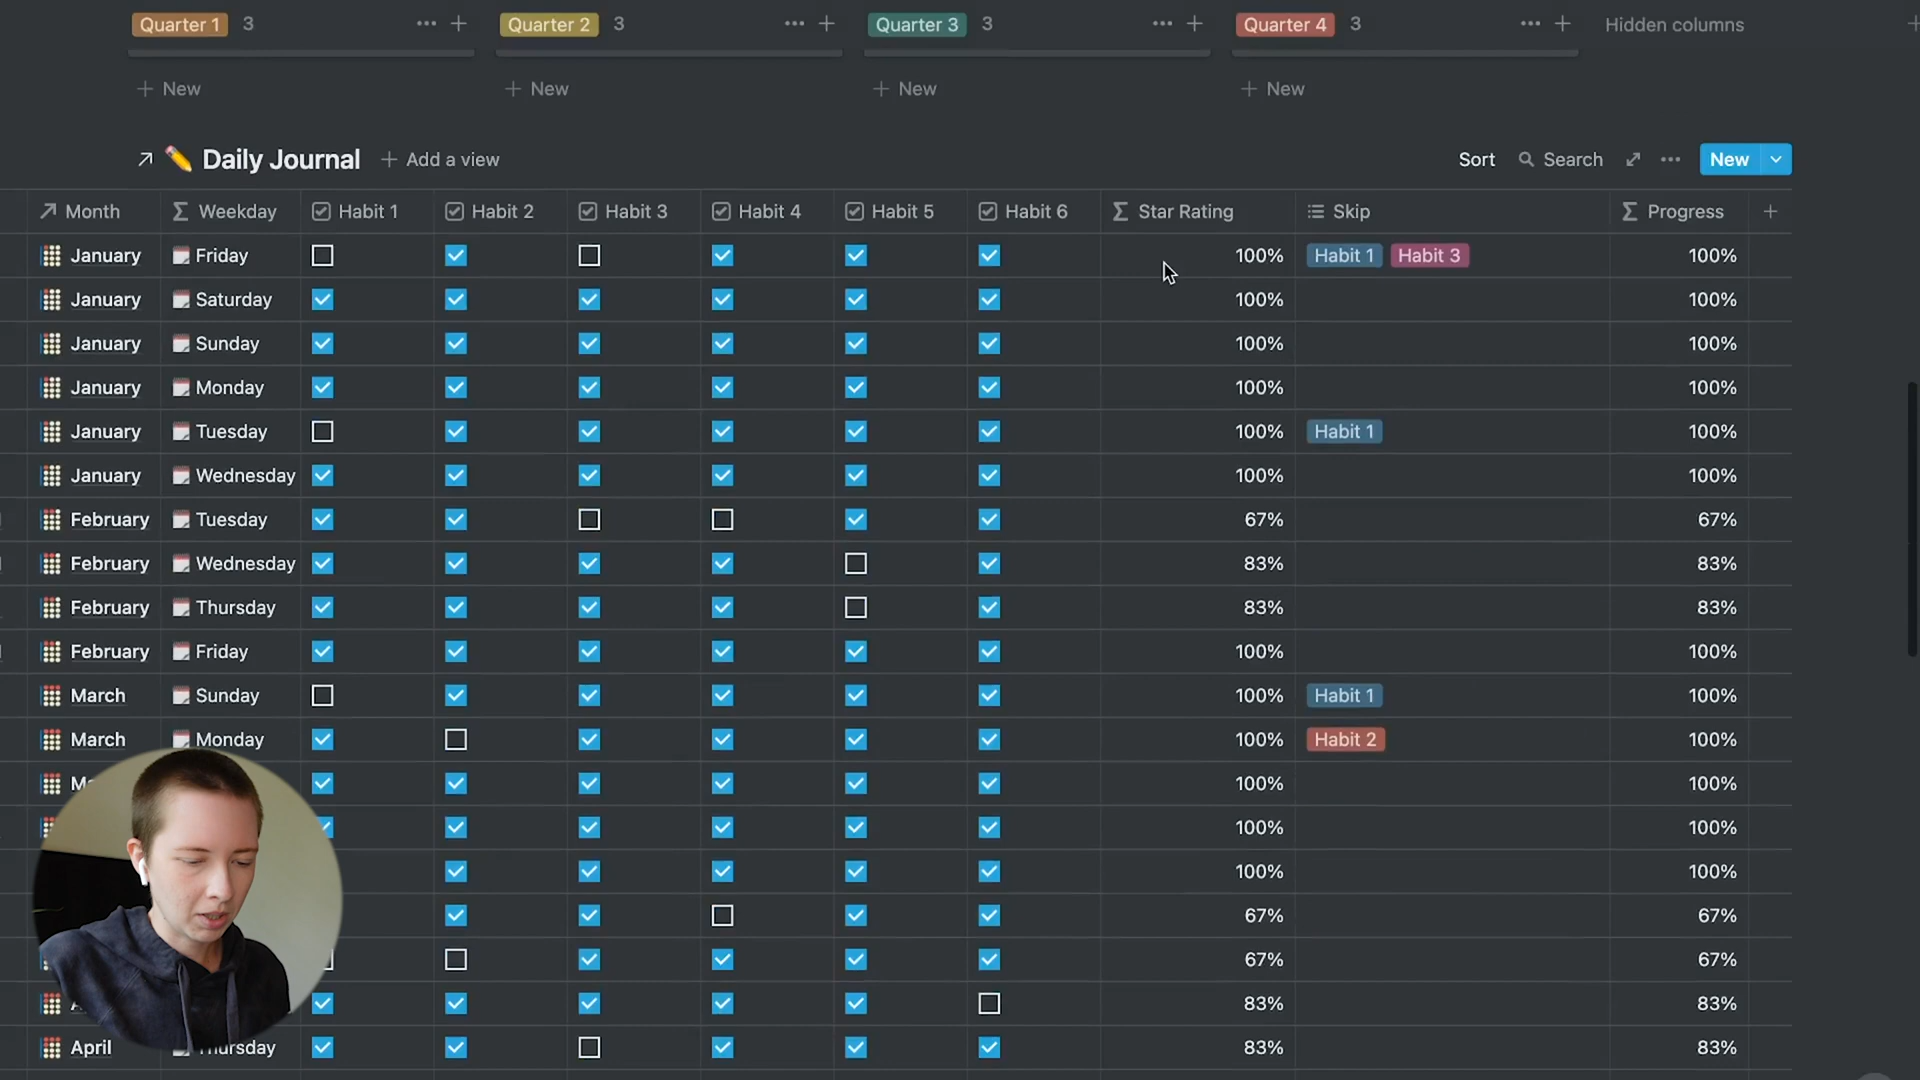 Quarter 1 3 Quarter 2 3 Quarter 3 3 Quarter 4 3 Hidden columns
New New New New
Daily Journal Add a view Sort Search New
Month Weekday Habit 1 Habit 2 Habit 3 Habit 4 Habit 5 Habit 6 Star Rating Skip Progress
January Friday 100% Habit 1 Habit 3 100%
January Saturday 100% 100%
January Sunday 100% 100%
January Monday 100% 100%
January Tuesday 100% Habit 1 100%
January Wednesday 100% 100%
February Tuesday 67% 67%
February Wednesday 83% 83%
February Thursday 83% 83%
February Friday 100% 100%
March Sunday 100% Habit 1 100%
March Monday 100% Habit 2 100%
100% 100%
100% 100%
100% 100%
67% 67%
67% 67%
83% 83%
April Thursday 83% 83%